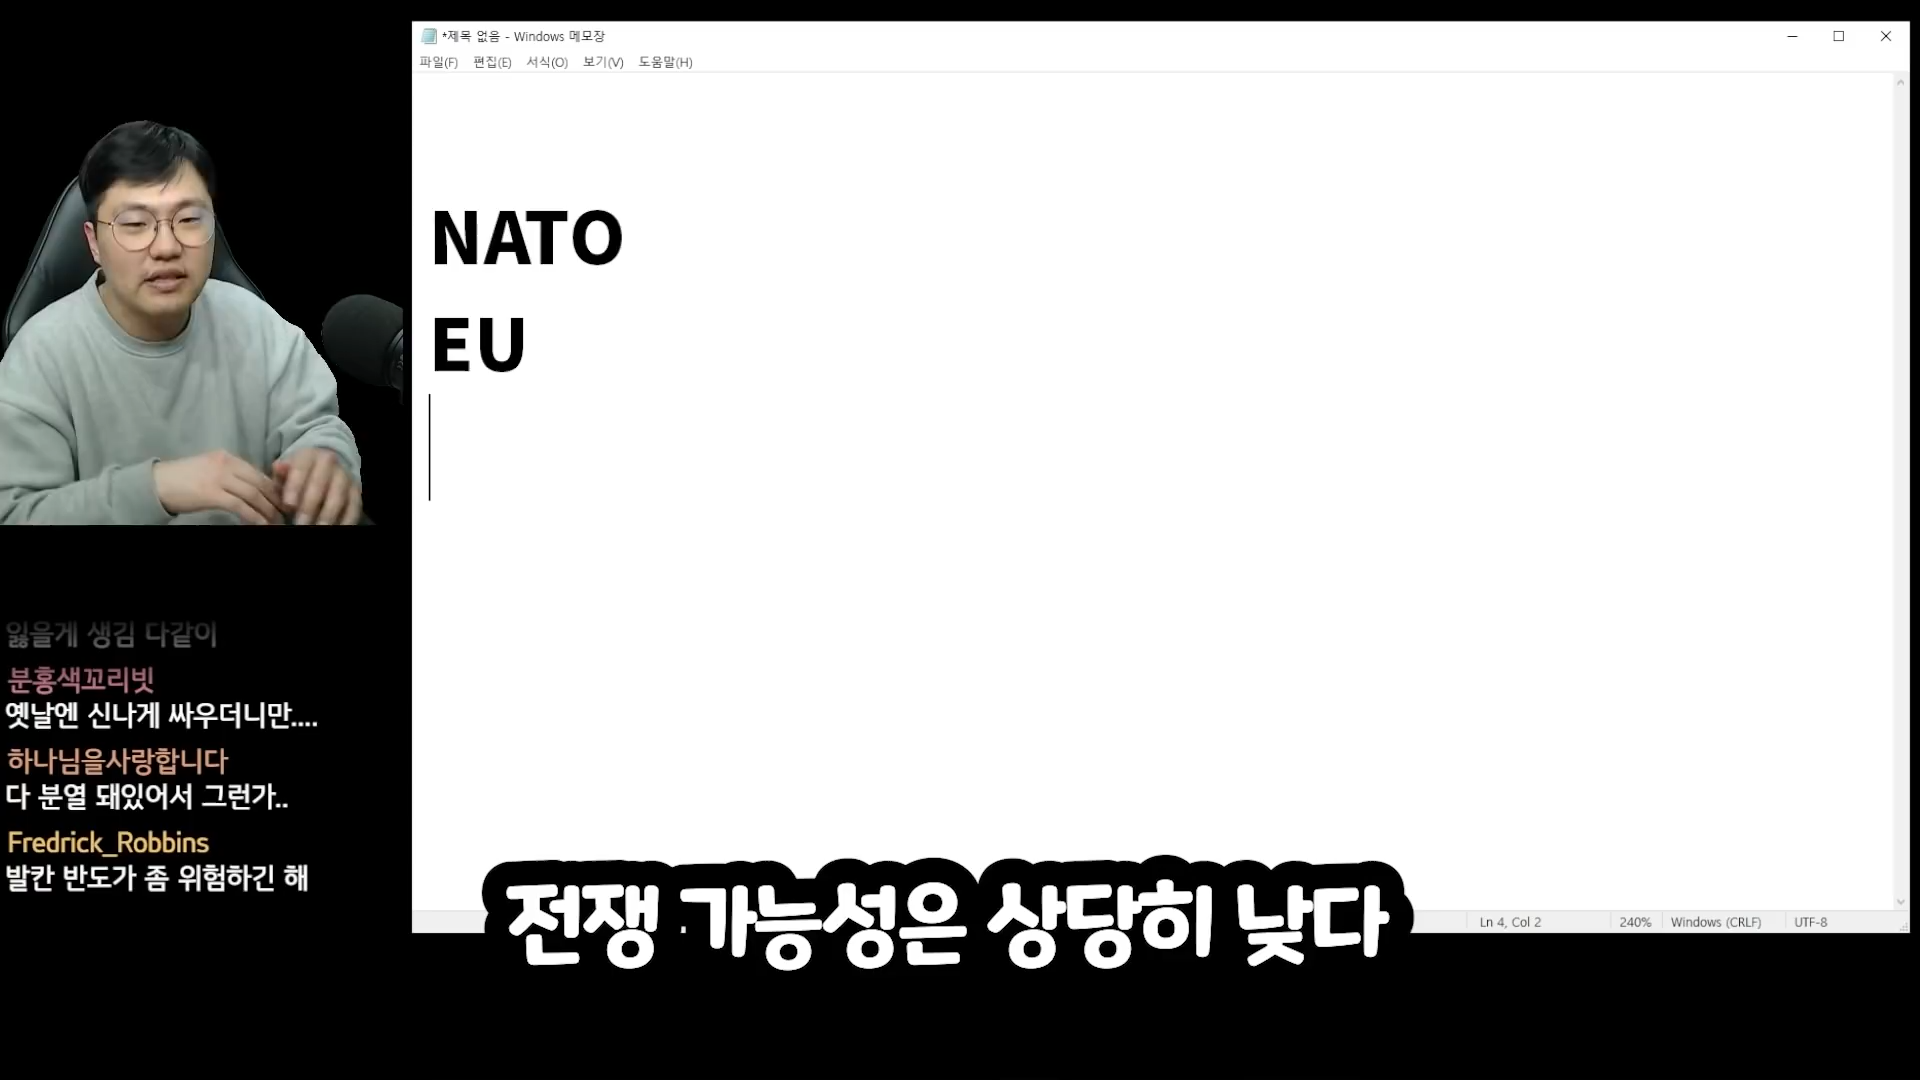 *제목 없음 - Windows 메모장
파일(F) 편집(E) 서식(O) 보기(V) 도움말(H)
NATO
EU
잃을게 생김 다같이
분홍색꼬리빗
옛날엔 신나게 싸우더니만....
하나님을사랑합니다
다 분열 돼있어서 그런가..
Fredrick_Robbins
발칸 반도가 좀 위험하긴 해
전쟁 가능성은 상당히 낮다
Ln 4, Col 2 240% Windows (CRLF) UTF-8